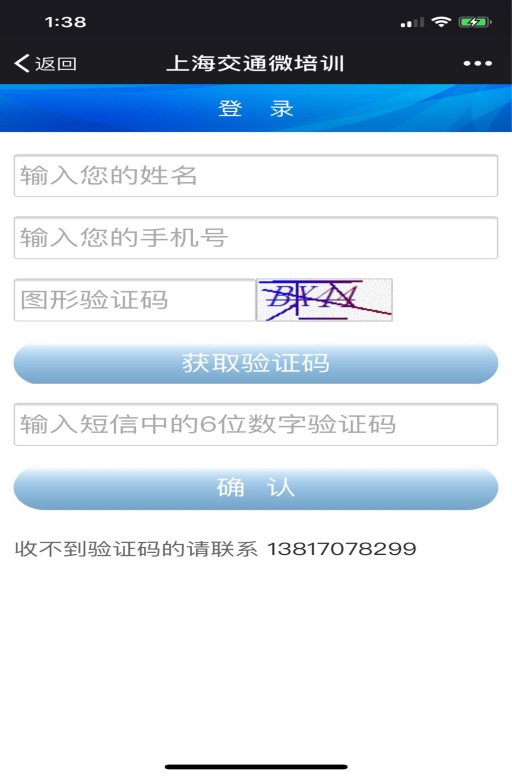 1:38
返回
上海交通微培训
登 录
输入您的姓名
输入您的手机号
图形验证码
获取验证码
输入短信中的6位数字验证码
确 认
收不到验证码的请联系 13817078299